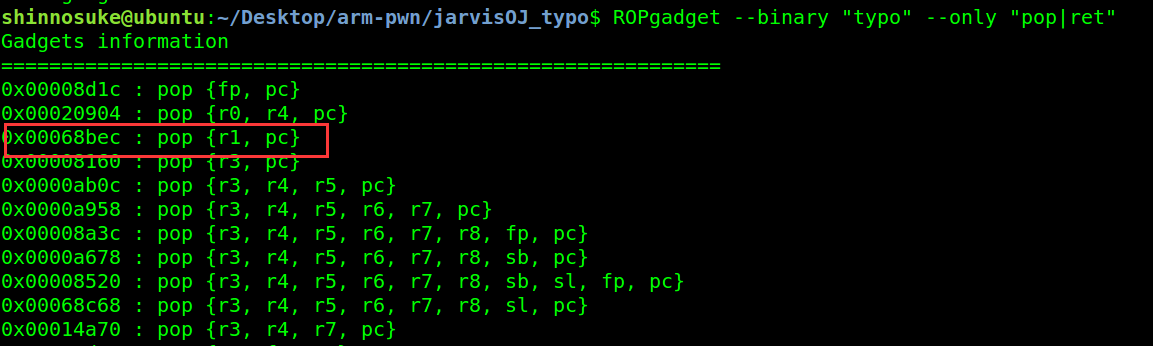 shinnosuke@ubuntu:~/Desktop/arm-pwn/jarvisOJ_typo$ ROPgadget --binary "typo" --only "pop|ret"
Gadgets information
============================================================
0x00008d1c : pop {fp, pc}
0x00020904 : pop {r0, r4, pc}
0x00068bec : pop {r1, pc}
0x00008160 : pop {r3, pc}
0x0000ab0c : pop {r3, r4, r5, pc}
0x0000a958 : pop {r3, r4, r5, r6, r7, pc}
0x00008a3c : pop {r3, r4, r5, r6, r7, r8, fp, pc}
0x0000a678 : pop {r3, r4, r5, r6, r7, r8, sb, pc}
0x00008520 : pop {r3, r4, r5, r6, r7, r8, sb, sl, fp, pc}
0x00068c68 : pop {r3, r4, r5, r6, r7, r8, sl, pc}
0x00014a70 : pop {r3, r4, r7, pc}